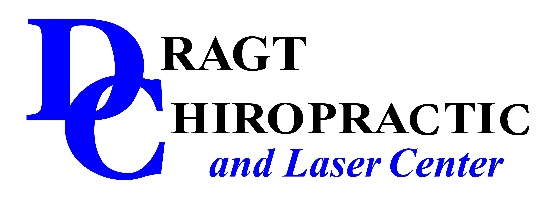 DRAGT
CHIROPRACTIC
and Laser Center